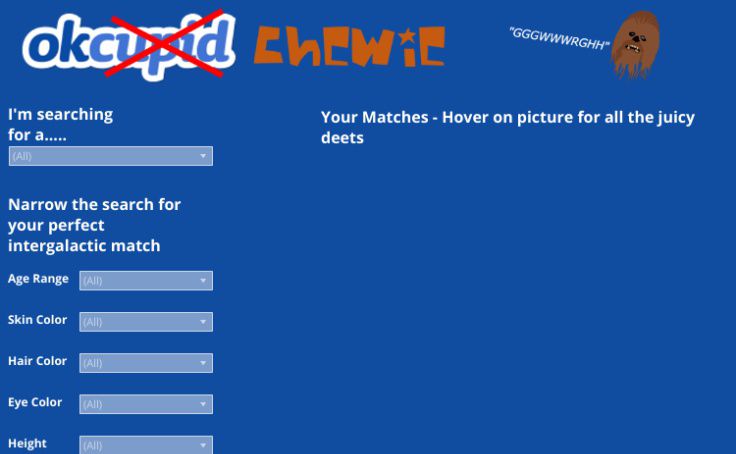 okcupid chewie
"GGGWWWRGHH"
I'm searching
for a.....
(All)
Your Matches - Hover on picture for all the juicy
deets
Narrow the search for
your perfect
intergalactic match
Age Range (All)
Skin Color (All)
Hair Color (All)
Eye Color (All)
Height (All)